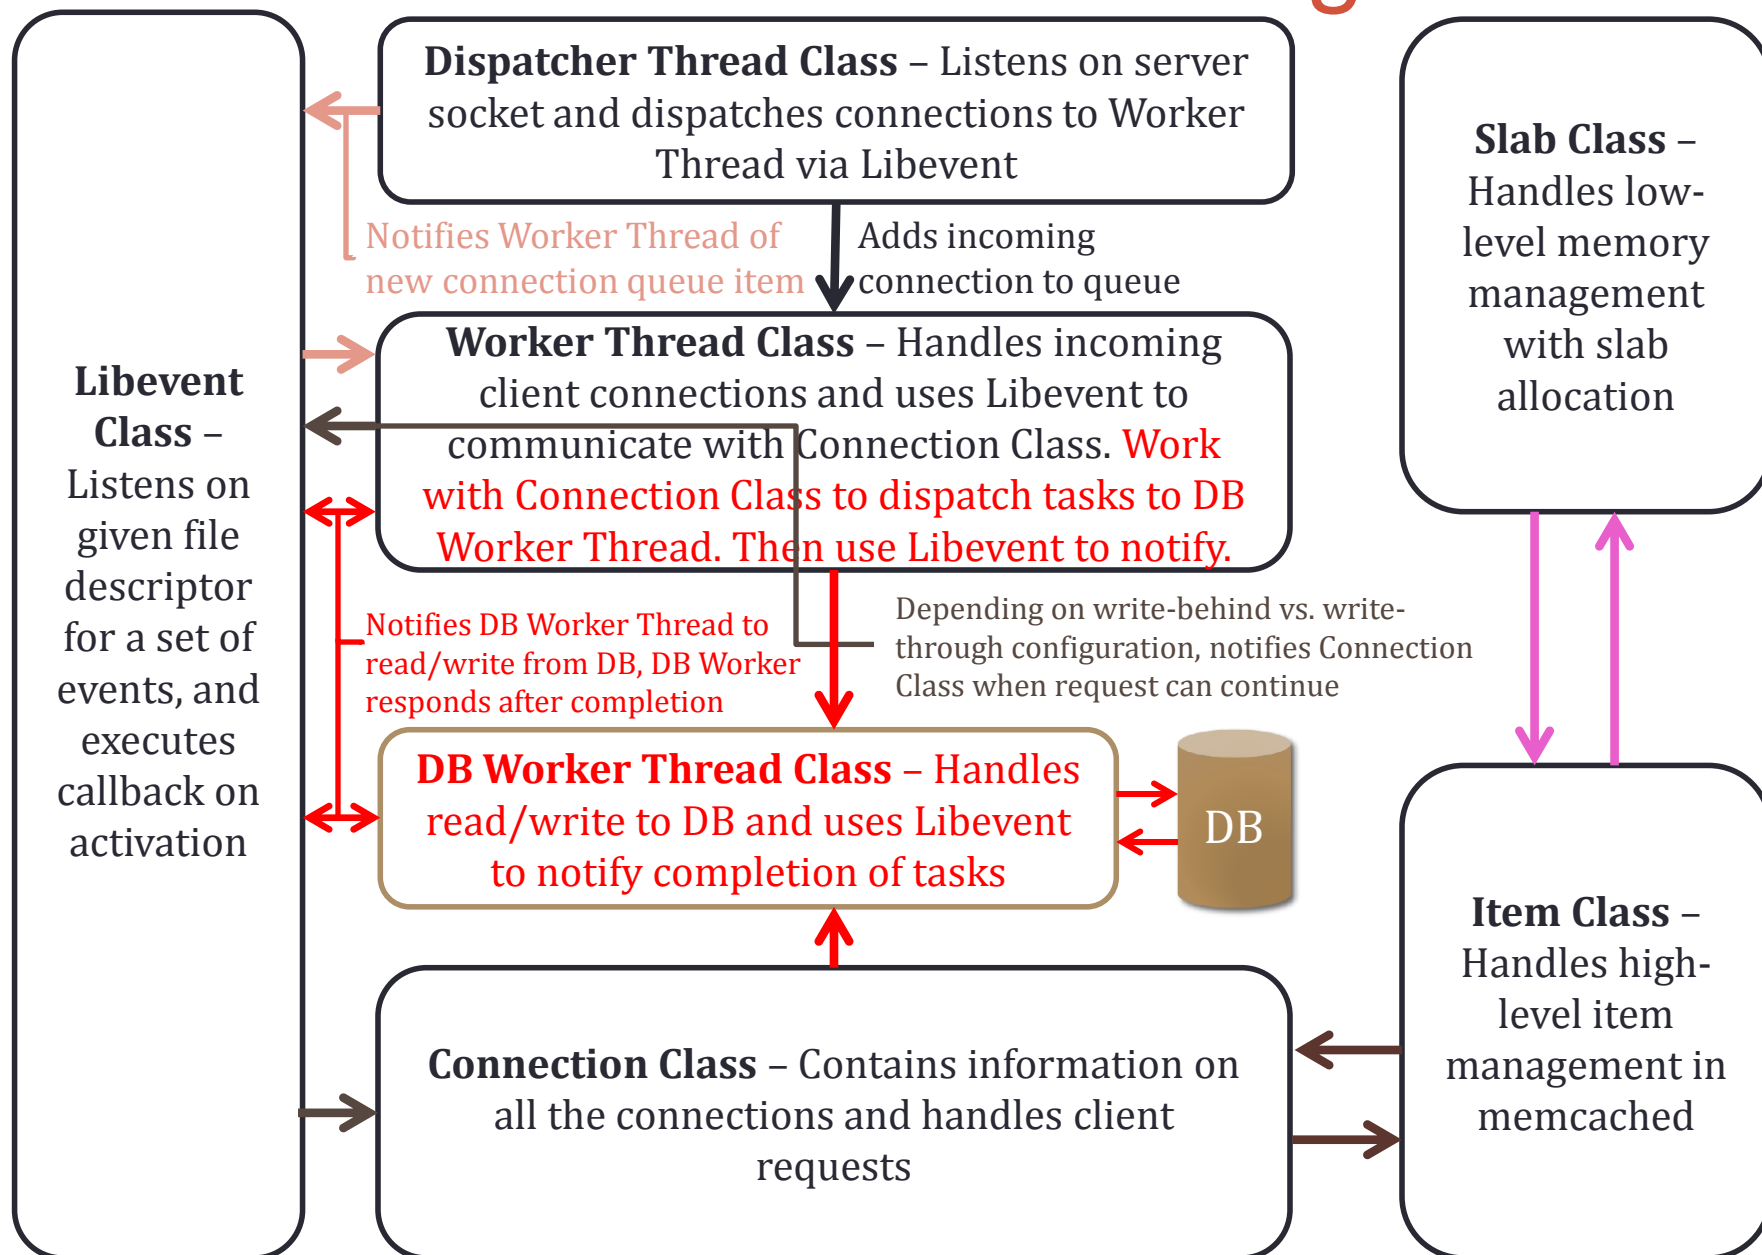 Dispatcher Thread Class – Listens on server
socket and dispatches connections to Worker
Thread via Libevent
Notifies Worker Thread of
new connection queue item
Adds incoming
connection to queue
Slab Class –
Handles low-
level memory
management
with slab
allocation
Libevent
Class –
Listens on
given file
descriptor
for a set of
events, and
executes
callback on
activation
Worker Thread Class – Handles incoming
client connections and uses Libevent to
communicate with Connection Class. Work
with Connection Class to dispatch tasks to DB
Worker Thread. Then use Libevent to notify.
Notifies DB Worker Thread to
read/write from DB, DB Worker
responds after completion
Depending on write-behind vs. write-
through configuration, notifies Connection
Class when request can continue
DB Worker Thread Class – Handles
read/write to DB and uses Libevent
to notify completion of tasks
DB
Item Class –
Handles high-
level item
management in
memcached
Connection Class – Contains information on
all the connections and handles client
requests